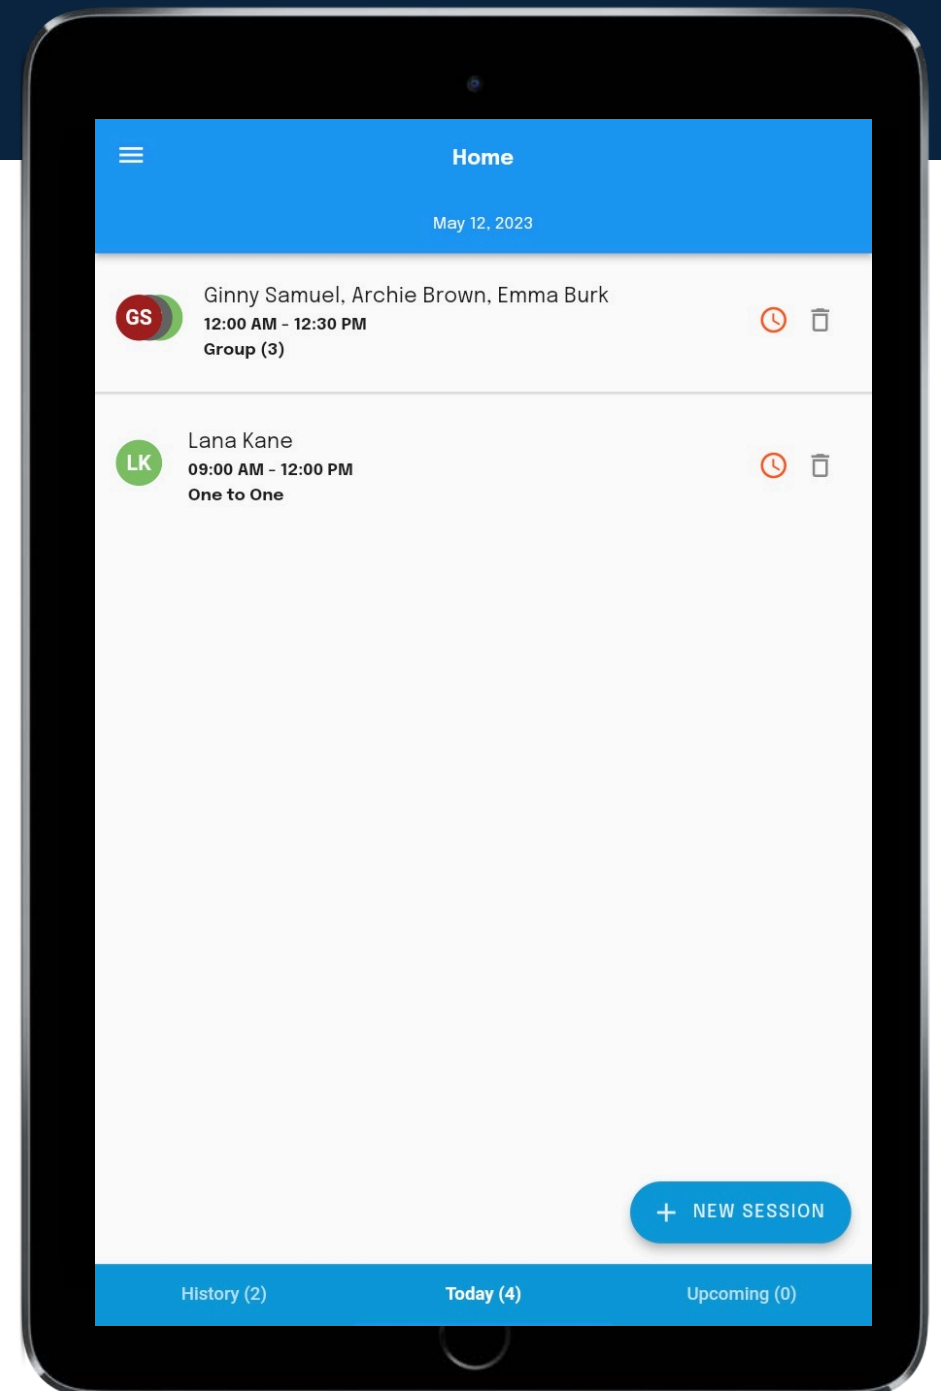 Home
May 12, 2023
GS
Ginny Samuel, Archie Brown, Emma Burk
12:00 AM - 12:30 PM
Group (3)
LK
Lana Kane
09:00 AM - 12:00 PM
One to One
+ NEW SESSION
History (2)
Today (4)
Upcoming (0)